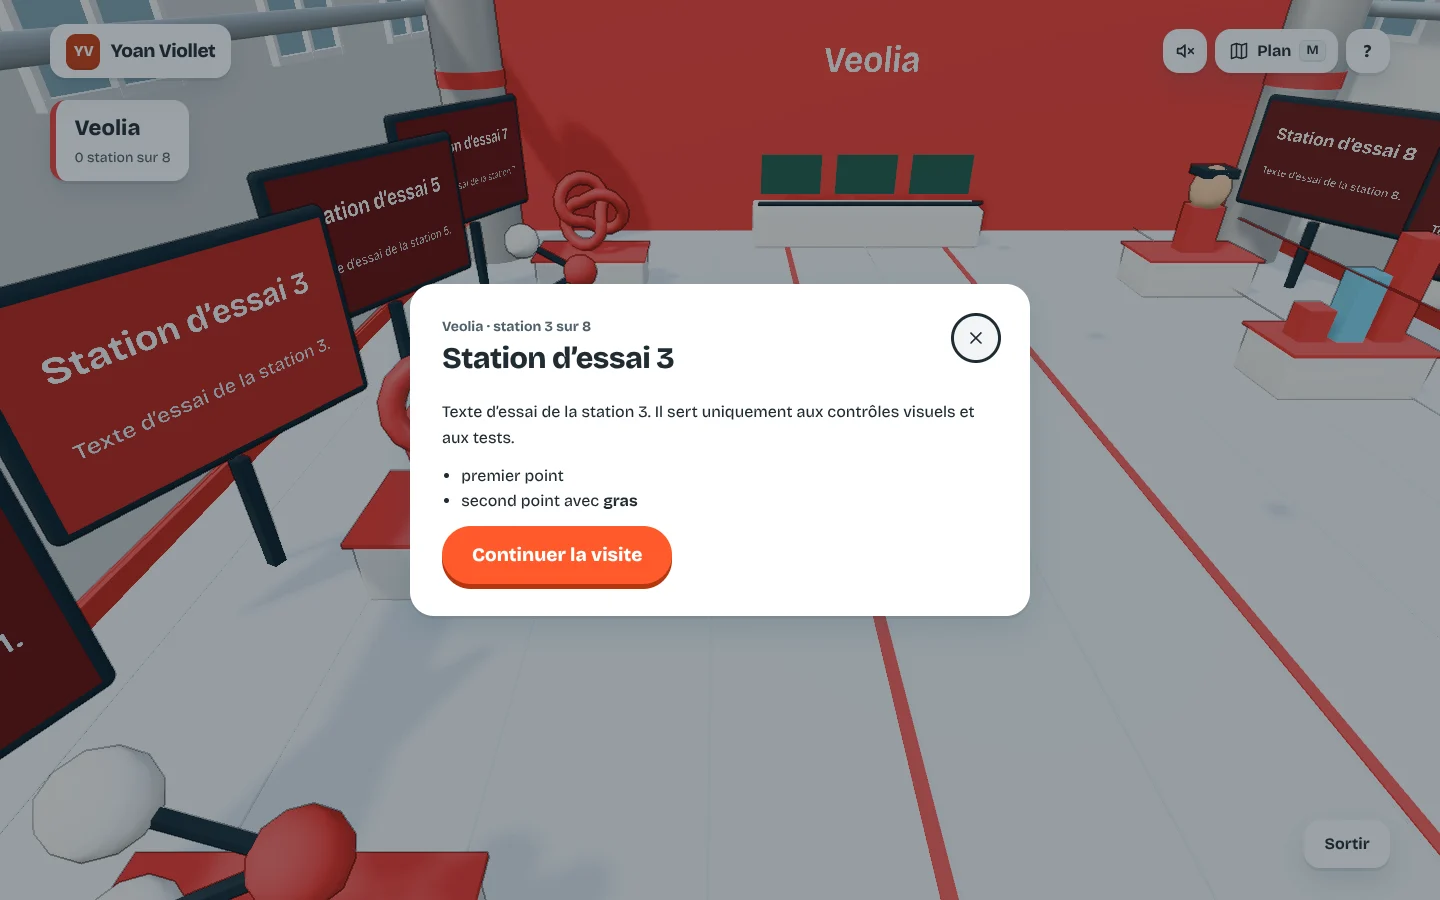 YV Yoan Viollet
Veolia
0 station sur 8
Veolia
Plan M
?
n d'essai 7
ation d'essai 5
e d'essai de la station 5.
Station d'essai 3
Texte d'essai de la station 3.
1.
Station d'essai 8
Texte d'essai de la station 8.
Veolia · station 3 sur 8
Station d'essai 3
Texte d'essai de la station 3. Il sert uniquement aux contrôles visuels et
aux tests.
premier point
second point avec gras
Continuer la visite
Sortir